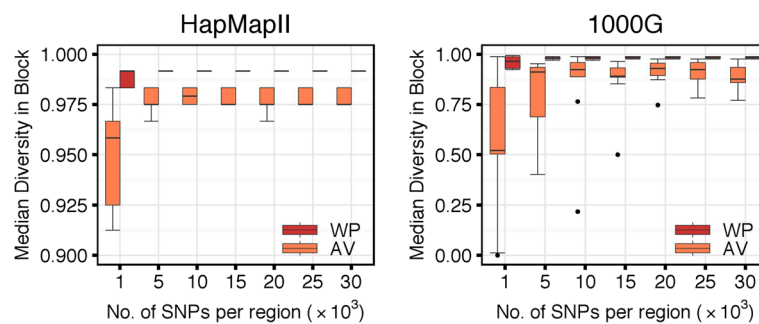 HapMapII
1000G
Median Diversity in Block
1.000
0.975
0.950
0.925
0.900
WP
AV
1 5 10 15 20 25 30
No. of SNPs per region (×10³)
Median Diversity in Block
1.00
0.75
0.50
0.25
0.00
WP
AV
1 5 10 15 20 25 30
No. of SNPs per region (×10³)